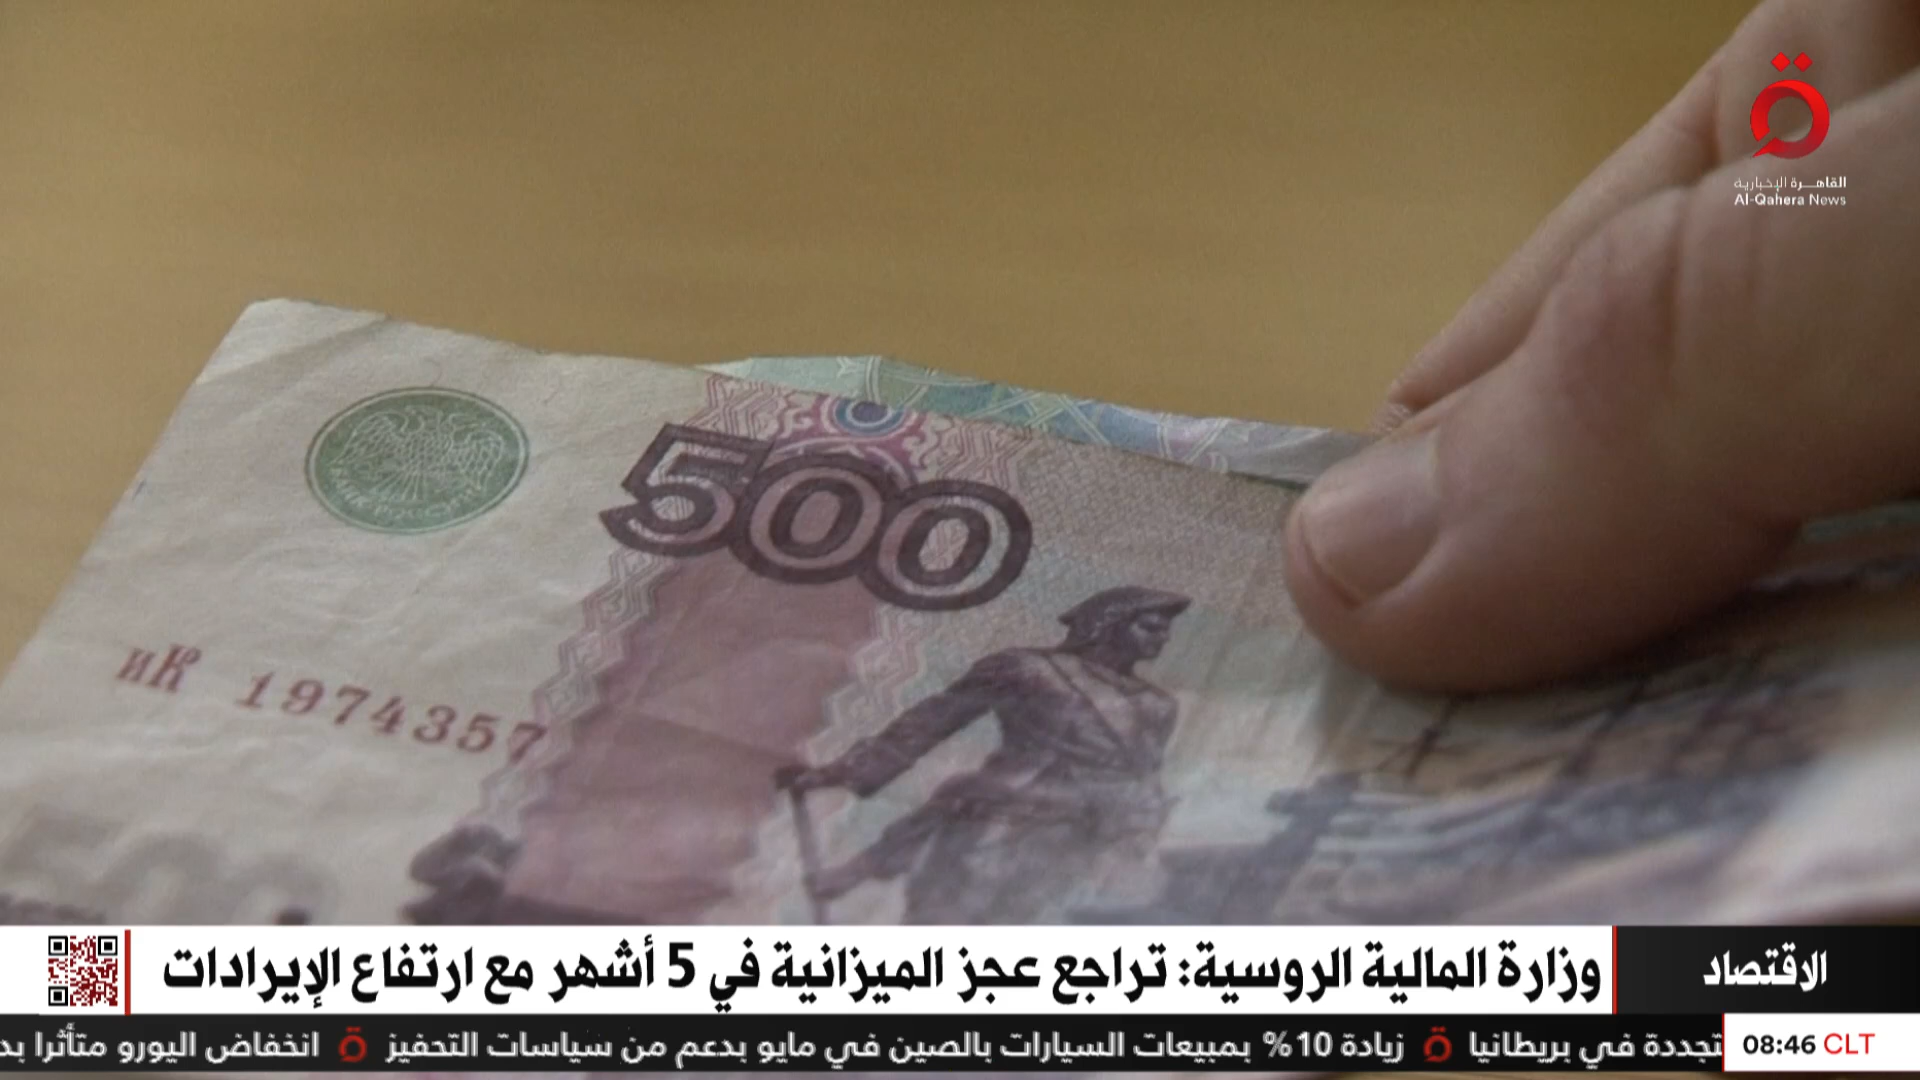 القاهرة الإخبارية
Al-Qahera News
500
иК 1974357
الاقتصاد
وزارة المالية الروسية: تراجع عجز الميزانية في 5 أشهر مع ارتفاع الإيرادات
08:46 CLT
تجددة في بريطانيا
زيادة 10% بمبيعات السيارات بالصين في مايو بدعم من سياسات التحفيز
انخفاض اليورو متأثرا بد